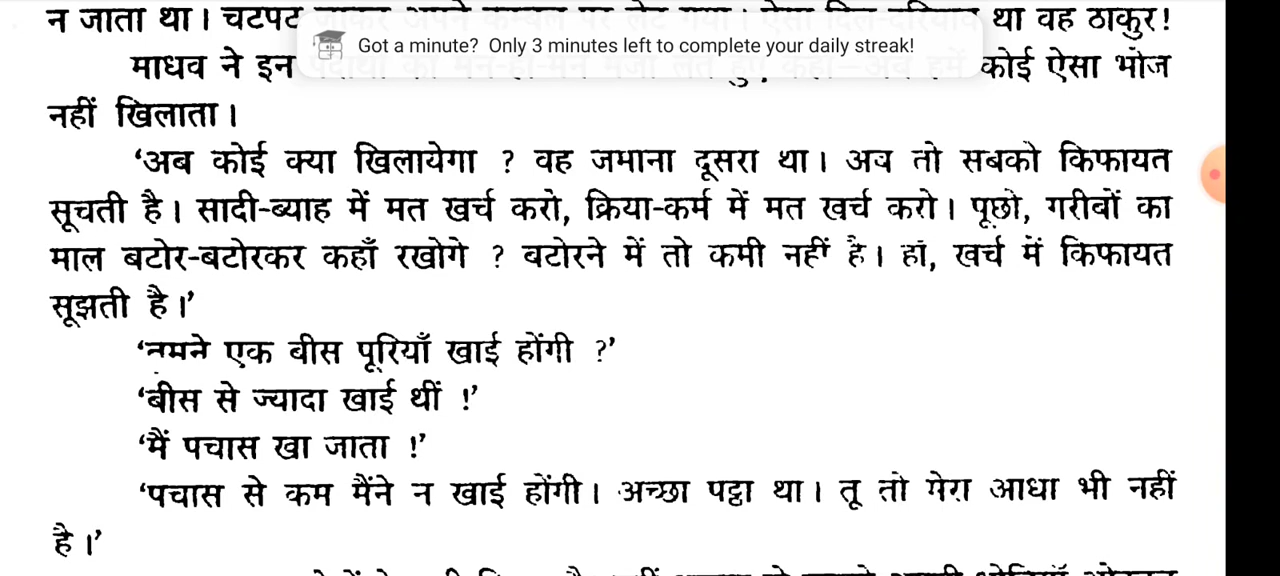 न जाता था। चटपट था वह ठाकुर!
Got a minute? Only 3 minutes left to complete your daily streak!
माधव ने इन कोई ऐसा भोज
नहीं खिलाता।
‘अब कोई क्या खिलायेगा ? वह जमाना दूसरा था। अब तो सबको किफायत
सूचती है। सादी-ब्याह में मत खर्च करो, क्रिया-कर्म में मत खर्च करो। पूछो, गरीबों का
माल बटोर-बटोरकर कहाँ रखोगे ? बटोरने में तो कमी नहीं है। हाँ, खर्च में किफायत
सूझती है।’
एक बीस पूरियाँ खाई होंगी ?’
‘बीस से ज्यादा खाई थीं !’
‘मैं पचास खा जाता !’
‘पचास से कम मैंने न खाई होंगी। अच्छा पट्ठा था। तू तो मेरा आधा भी नहीं
है।’